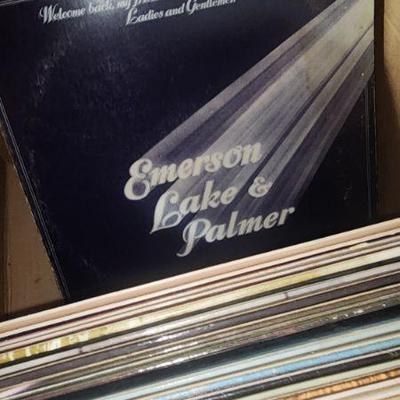 Welcome back, my
Ladies and Gentlemen
Emerson
Lake &
Palmer